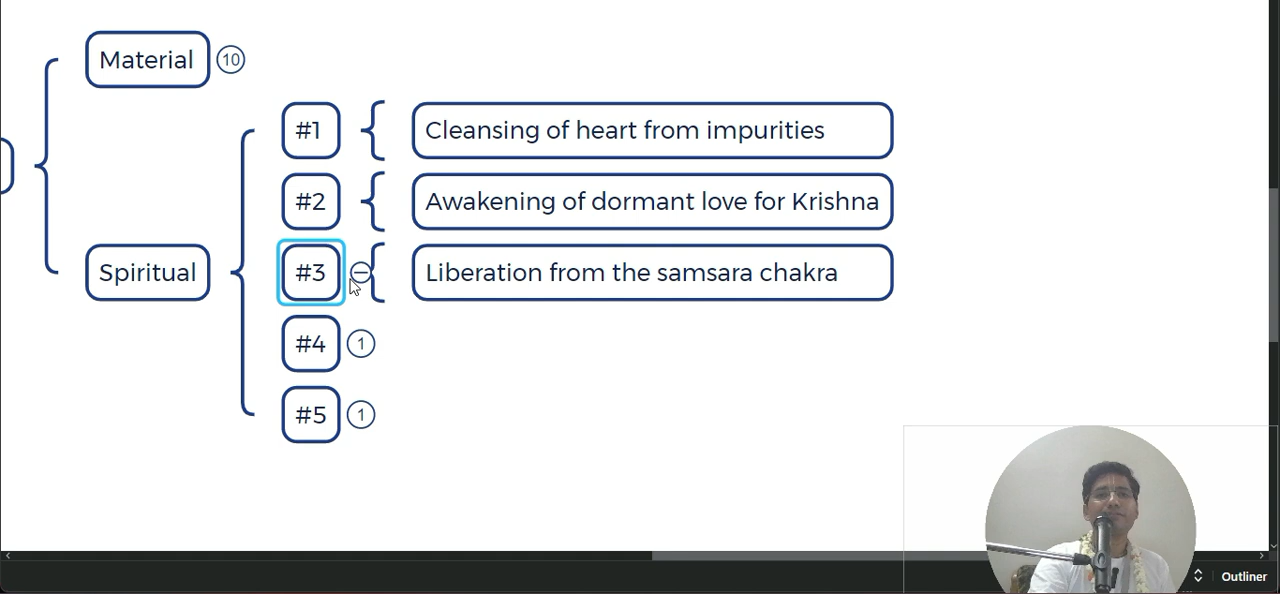 Material 10
#1 Cleansing of heart from impurities
#2 Awakening of dormant love for Krishna
Spiritual #3 Liberation from the samsara chakra
#4 1
#5 1
Outliner